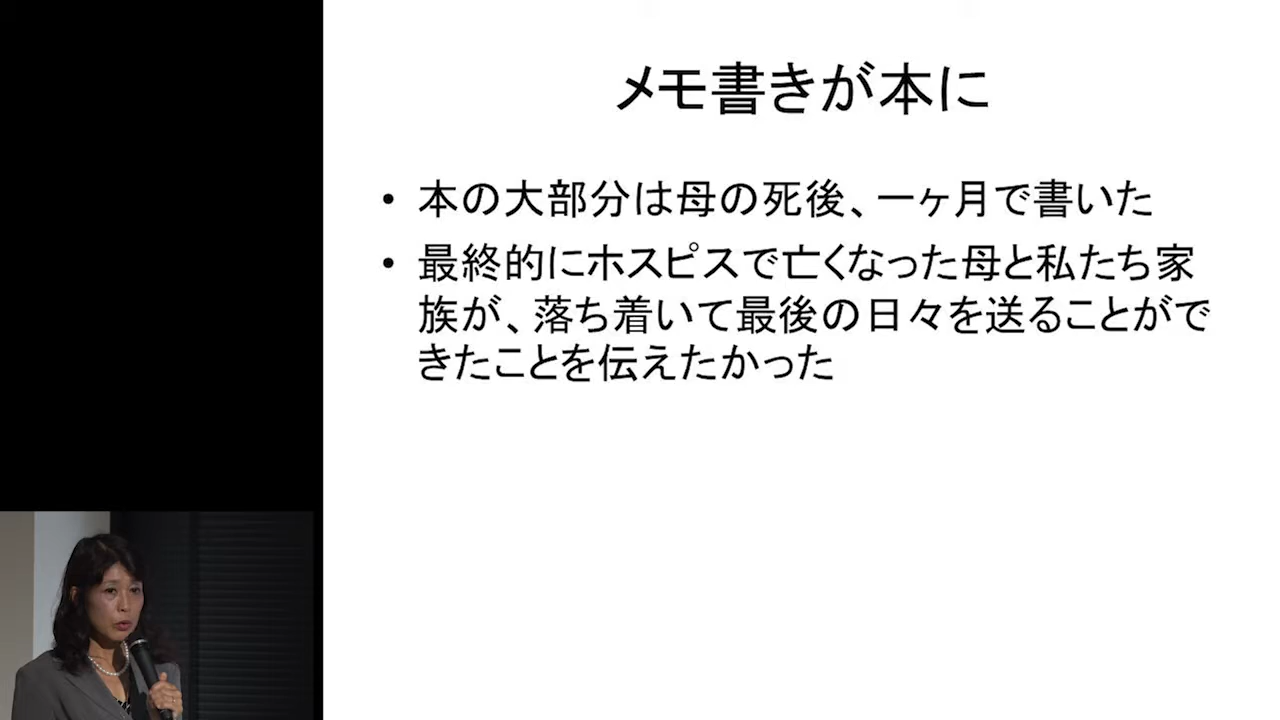 メモ書きが本に
• 本の大部分は母の死後、一ヶ月で書いた
• 最終的にホスピスで亡くなった母と私たち家
族が、落ち着いて最後の日々を送ることがで
きたことを伝えたかった